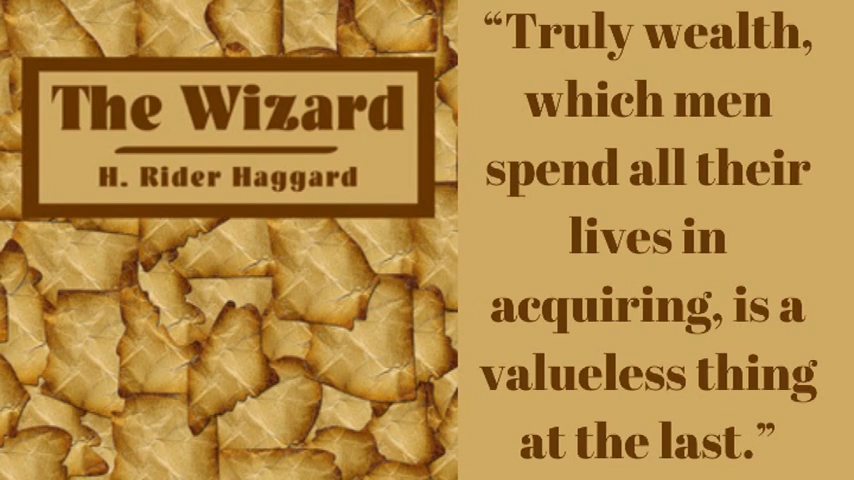 The Wizard
H. Rider Haggard
“Truly wealth,
which men
spend all their
lives in
acquiring, is a
valueless thing
at the last.”